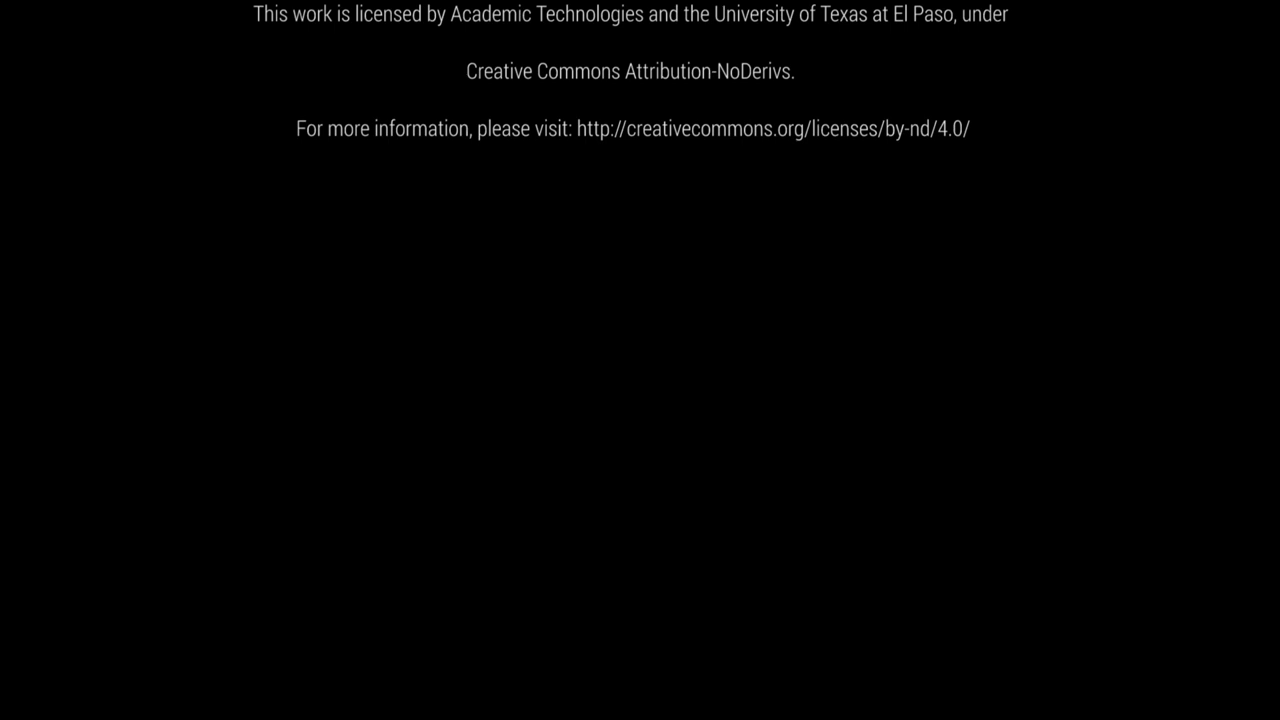 This work is licensed by Academic Technologies and the University of Texas at El Paso, under
Creative Commons Attribution-NoDerivs.
For more information, please visit: http://creativecommons.org/licenses/by-nd/4.0/